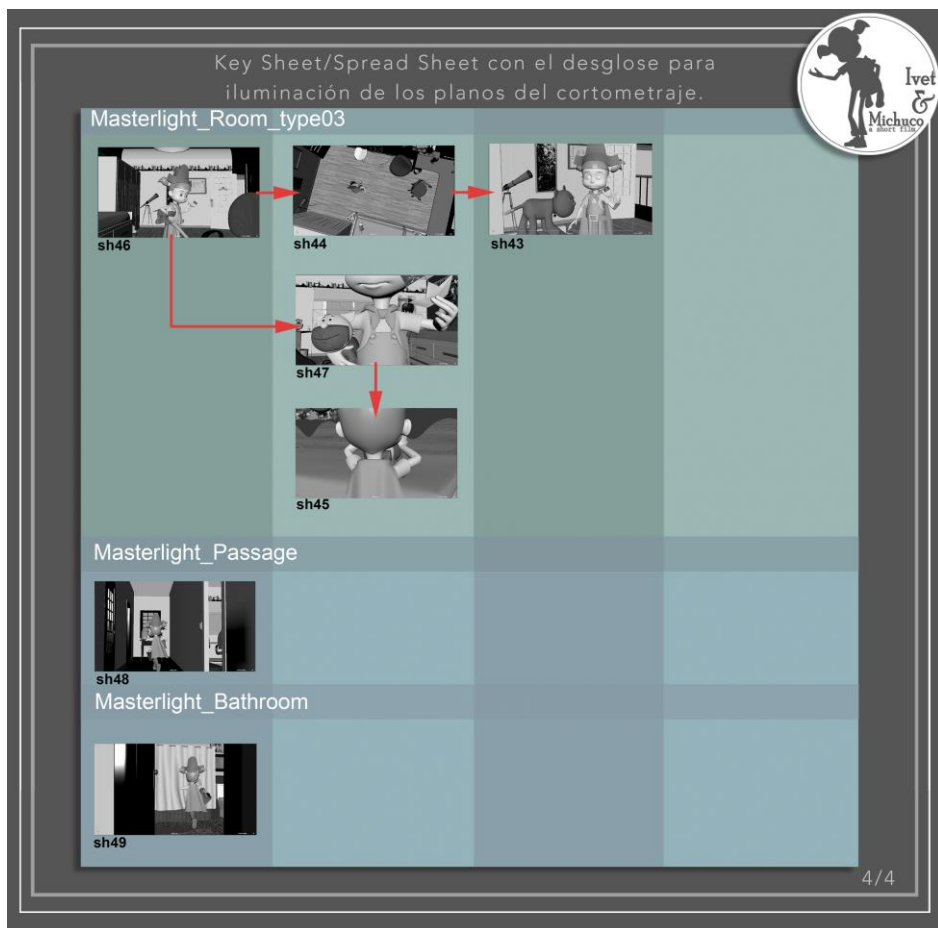 Key Sheet/Spread Sheet con el desglose para
iluminación de los planos del cortometraje.
Ivet
&
Michuco
a short film
Masterlight_Room_type03
sh46
sh44
sh43
sh47
sh45
Masterlight_Passage
sh48
Masterlight_Bathroom
sh49
4/4